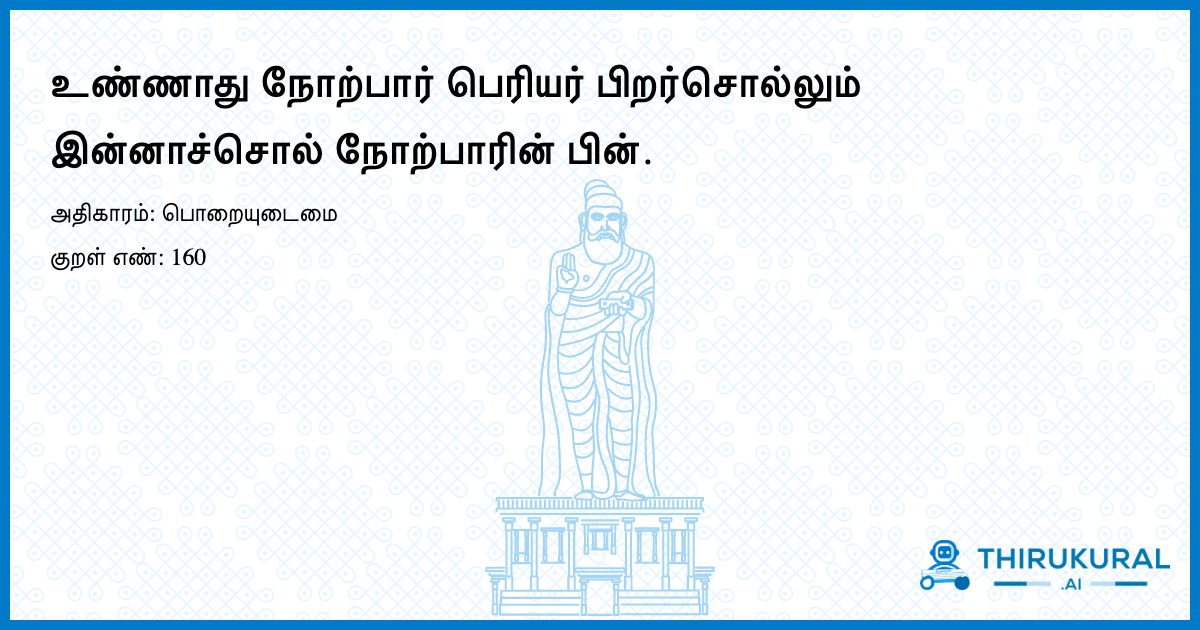 உண்ணாது நோற்பார் பெரியர் பிறர்சொல்லும்
இன்னாச்சொல் நோற்பாரின் பின்.
அதிகாரம்: பொறையுடைமை
குறள் எண்: 160
THIRUKURAL
.AI